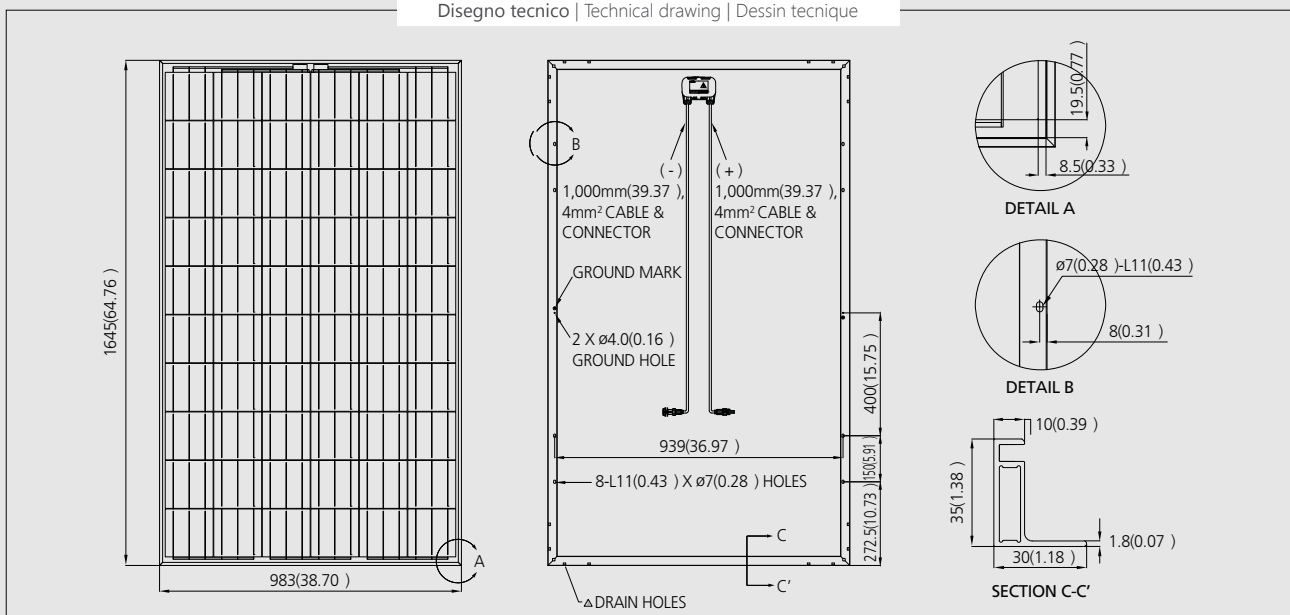 Disegno tecnico | Technical drawing | Dessin tecnique
1645(64.76 )
983(38.70 )
A
B
( - )
1,000mm(39.37 ),
4mm² CABLE &
CONNECTOR
( + )
1,000mm(39.37 ),
4mm² CABLE &
CONNECTOR
GROUND MARK
2 X ø4.0(0.16 )
GROUND HOLE
400(15.75 )
939(36.97 )
150(5.91 )
8-L11(0.43 ) X ø7(0.28 ) HOLES
272.5(10.73 )
C
C'
△DRAIN HOLES
19.5(0.77)
8.5(0.33 )
DETAIL A
ø7(0.28 )-L11(0.43 )
8(0.31 )
DETAIL B
10(0.39 )
35(1.38 )
1.8(0.07 )
30(1.18 )
SECTION C-C'